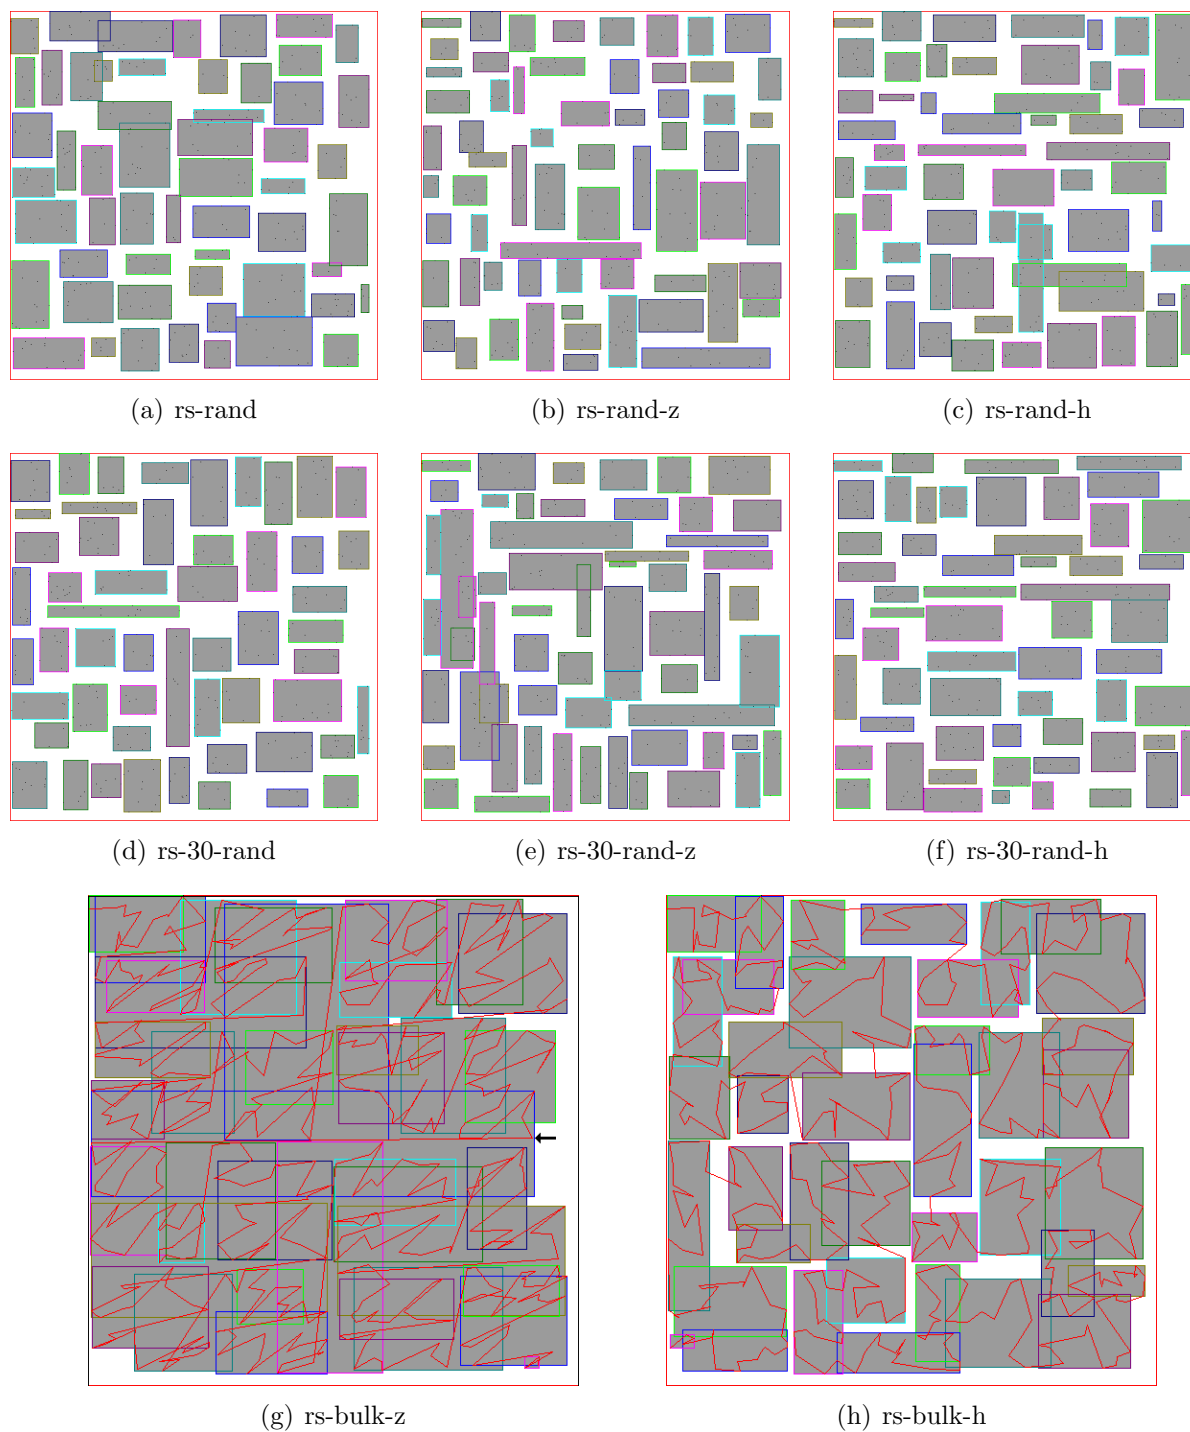 (a) rs-rand
(b) rs-rand-z
(c) rs-rand-h
(d) rs-30-rand
(e) rs-30-rand-z
(f) rs-30-rand-h
(g) rs-bulk-z
(h) rs-bulk-h